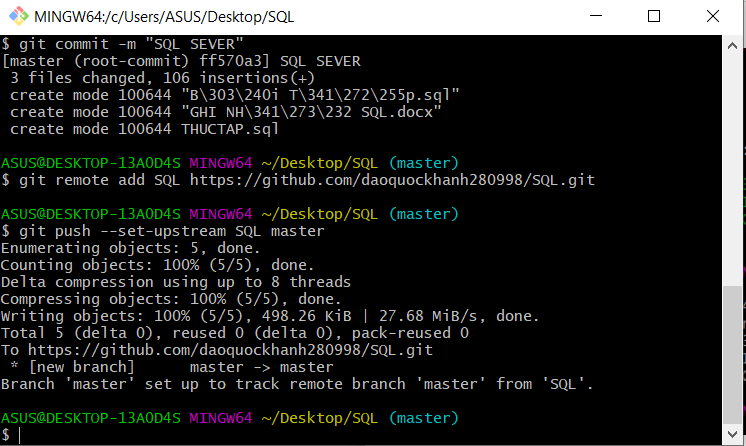 MINGW64:/c/Users/ASUS/Desktop/SQL
$ git commit -m "SQL SEVER"
[master (root-commit) ff570a3] SQL SEVER
 3 files changed, 106 insertions(+)
 create mode 100644 "B\303\240i T\341\272\255p.sql"
 create mode 100644 "GHI NH\341\273\232 SQL.docx"
 create mode 100644 THUCTAP.sql
ASUS@DESKTOP-13A0D4S MINGW64 ~/Desktop/SQL (master)
$ git remote add SQL https://github.com/daoquockhanh280998/SQL.git
ASUS@DESKTOP-13A0D4S MINGW64 ~/Desktop/SQL (master)
$ git push --set-upstream SQL master
Enumerating objects: 5, done.
Counting objects: 100% (5/5), done.
Delta compression using up to 8 threads
Compressing objects: 100% (5/5), done.
Writing objects: 100% (5/5), 498.26 KiB | 27.68 MiB/s, done.
Total 5 (delta 0), reused 0 (delta 0), pack-reused 0
To https://github.com/daoquockhanh280998/SQL.git
 * [new branch]      master -> master
Branch 'master' set up to track remote branch 'master' from 'SQL'.
ASUS@DESKTOP-13A0D4S MINGW64 ~/Desktop/SQL (master)
$